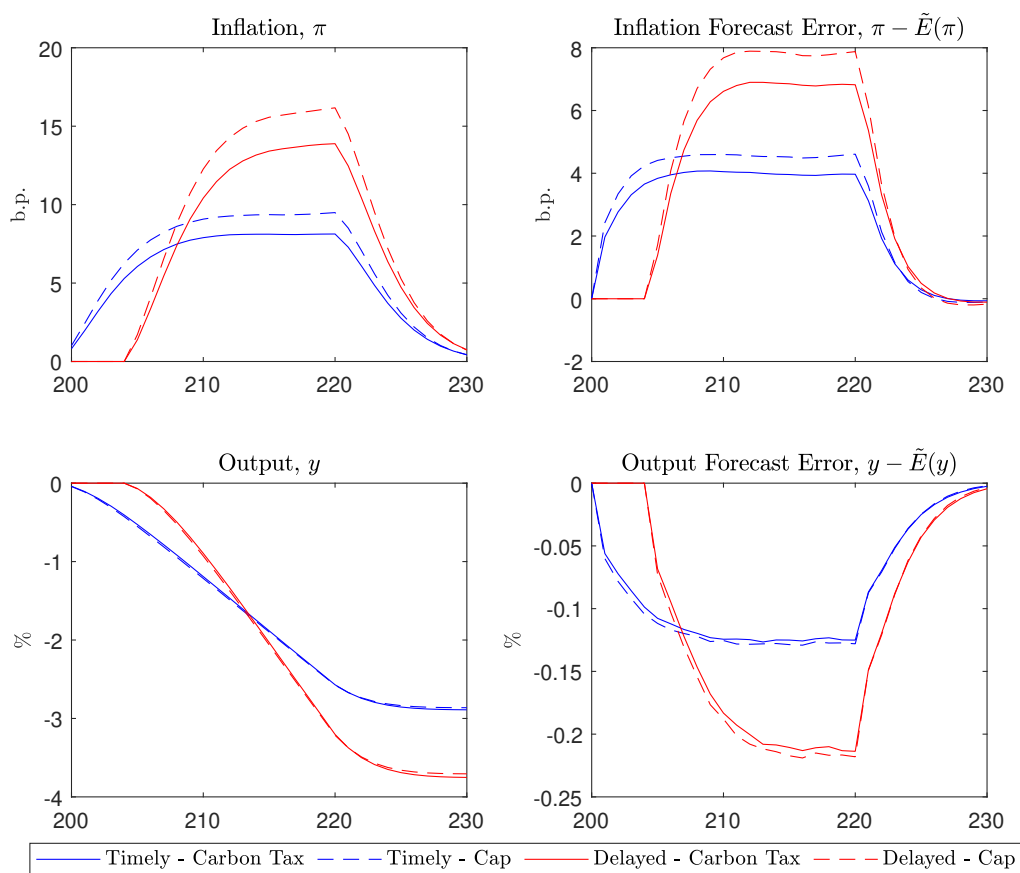 Inflation, π
20
15
10
5
0
b.p.
200 210 220 230
Inflation Forecast Error, π − Ẽ(π)
8
6
4
2
0
-2
b.p.
200 210 220 230
Output, y
0
-1
-2
-3
-4
%
200 210 220 230
Output Forecast Error, y − Ẽ(y)
0
-0.05
-0.1
-0.15
-0.2
-0.25
%
200 210 220 230
Timely - Carbon Tax Timely - Cap Delayed - Carbon Tax Delayed - Cap